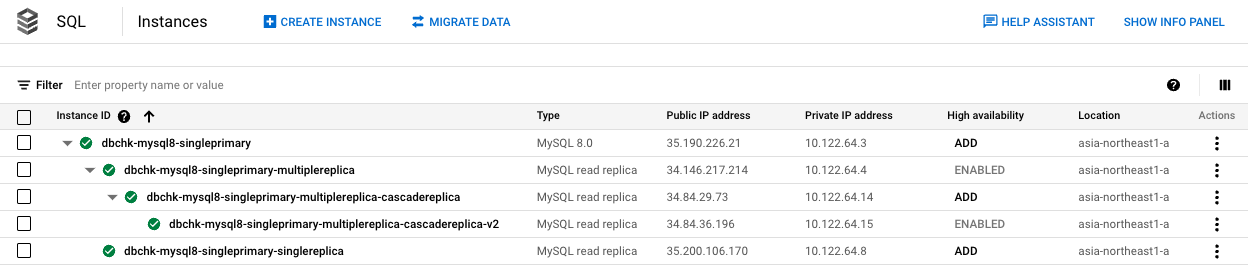 SQL Instances CREATE INSTANCE MIGRATE DATA HELP ASSISTANT SHOW INFO PANEL
Filter Enter property name or value
Instance ID Type Public IP address Private IP address High availability Location Actions
dbchk-mysql8-singleprimary MySQL 8.0 35.190.226.21 10.122.64.3 ADD asia-northeast1-a
dbchk-mysql8-singleprimary-multiplereplica MySQL read replica 34.146.217.214 10.122.64.4 ENABLED asia-northeast1-a
dbchk-mysql8-singleprimary-multiplereplica-cascadereplica MySQL read replica 34.84.29.73 10.122.64.14 ADD asia-northeast1-a
dbchk-mysql8-singleprimary-multiplereplica-cascadereplica-v2 MySQL read replica 34.84.36.196 10.122.64.15 ENABLED asia-northeast1-a
dbchk-mysql8-singleprimary-singlereplica MySQL read replica 35.200.106.170 10.122.64.8 ADD asia-northeast1-a